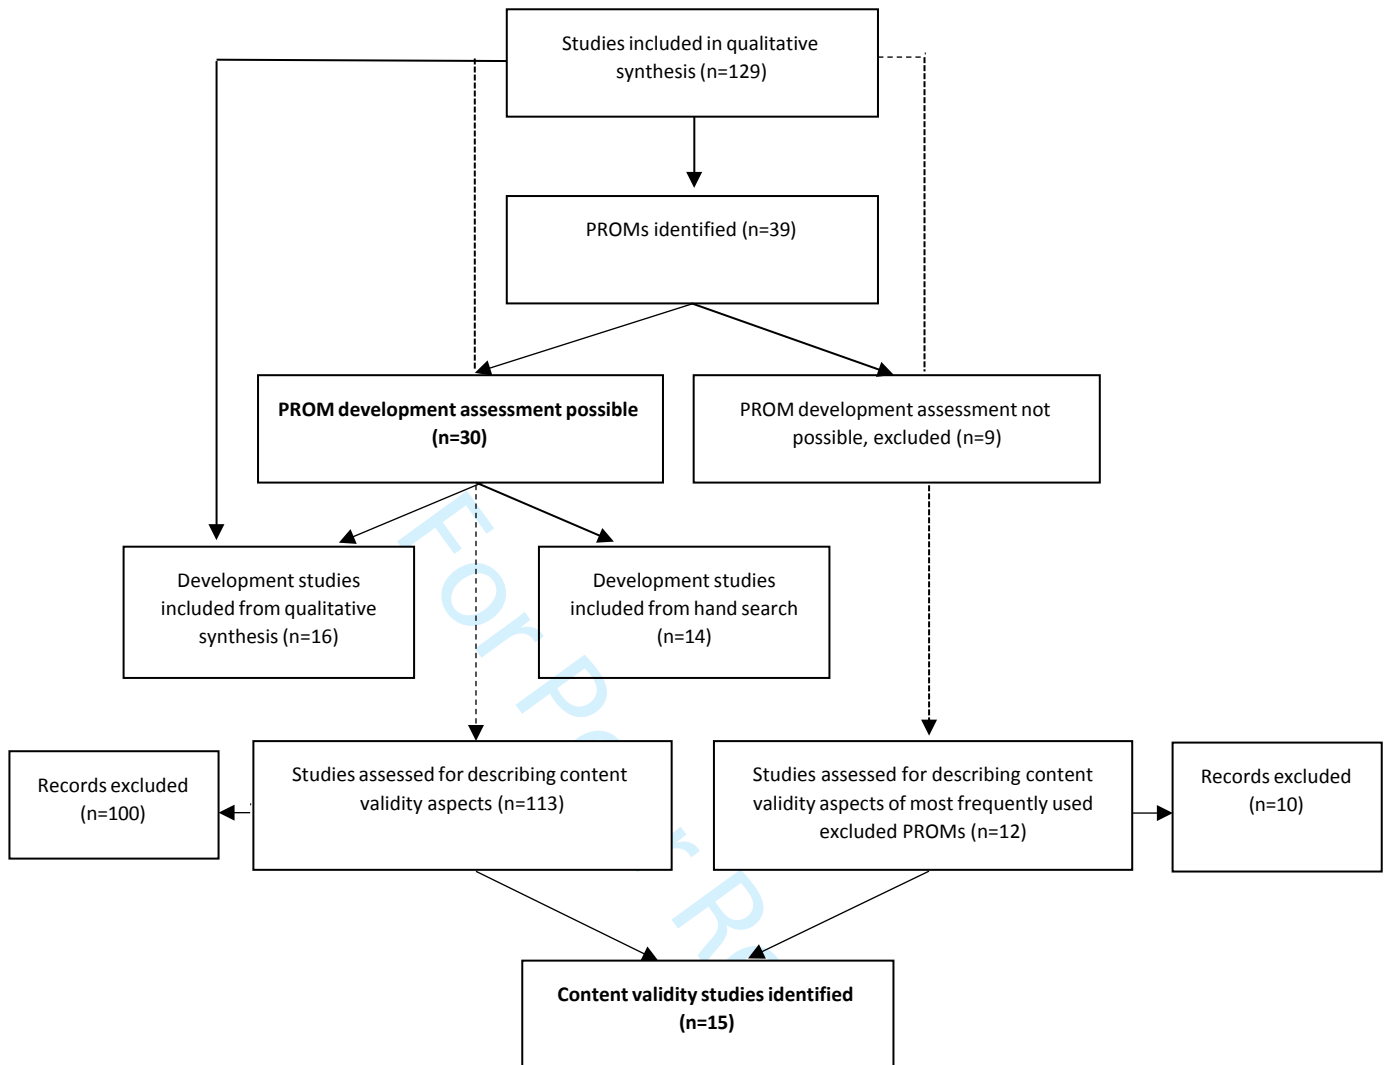 Studies included in qualitative
synthesis (n=129)
PROMs identified (n=39)
PROM development assessment possible
(n=30)
PROM development assessment not
possible, excluded (n=9)
Development studies
included from qualitative
synthesis (n=16)
Development studies
included from hand search
(n=14)
Records excluded
(n=100)
Studies assessed for describing content
validity aspects (n=113)
Studies assessed for describing content
validity aspects of most frequently used
excluded PROMs (n=12)
Records excluded
(n=10)
Content validity studies identified
(n=15)
For